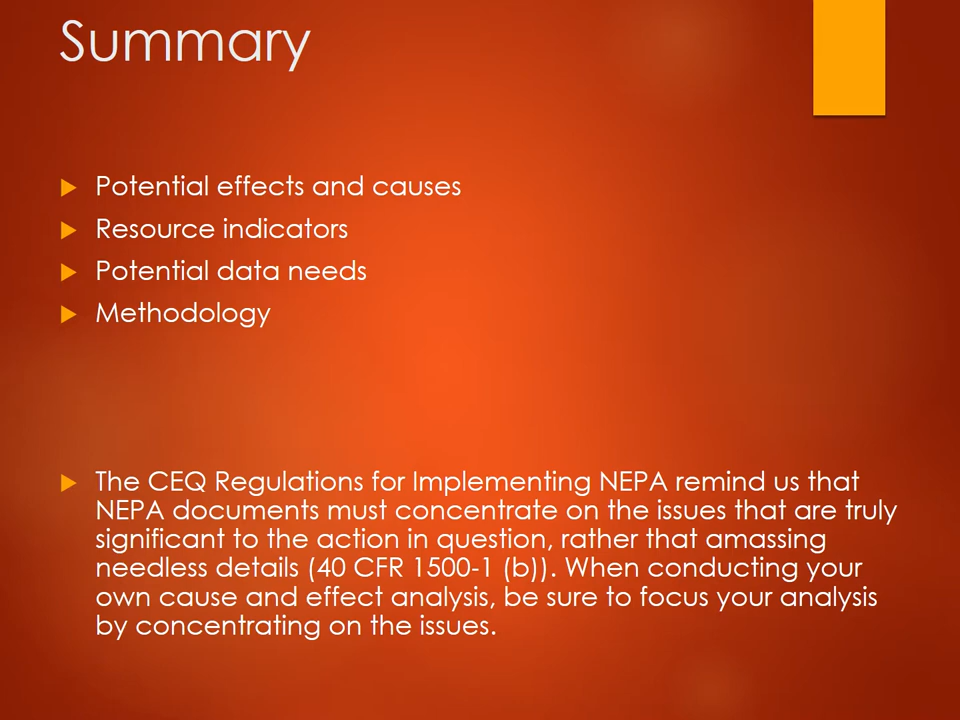 Summary
Potential effects and causes
Resource indicators
Potential data needs
Methodology
The CEQ Regulations for Implementing NEPA remind us that
NEPA documents must concentrate on the issues that are truly
significant to the action in question, rather that amassing
needless details (40 CFR 1500-1 (b)). When conducting your
own cause and effect analysis, be sure to focus your analysis
by concentrating on the issues.